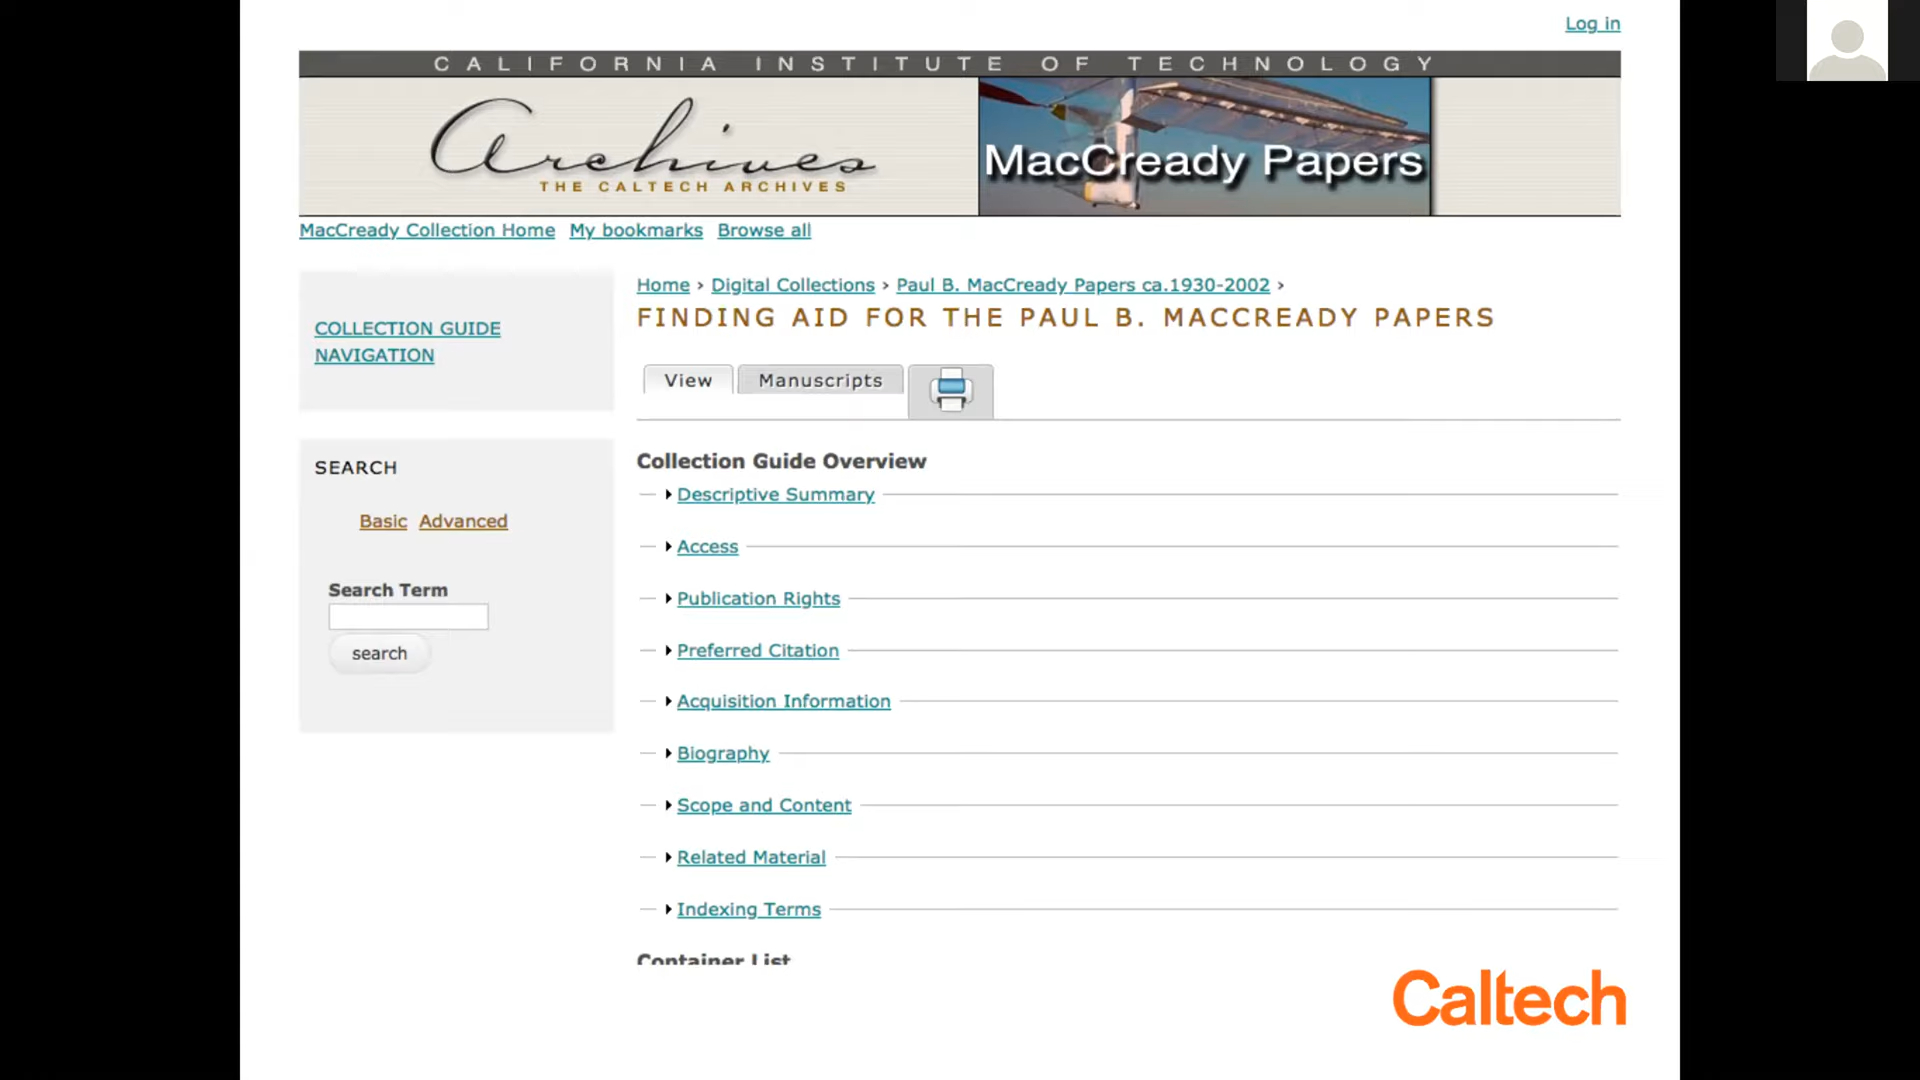 Log in
CALIFORNIA INSTITUTE OF TECHNOLOGY
Archives
THE CALTECH ARCHIVES
MacCready Papers
MacCready Collection Home My bookmarks Browse all
COLLECTION GUIDE
NAVIGATION
SEARCH
Basic Advanced
Search Term
search
Home › Digital Collections › Paul B. MacCready Papers ca.1930-2002 ›
FINDING AID FOR THE PAUL B. MACCREADY PAPERS
View Manuscripts
Collection Guide Overview
Descriptive Summary
Access
Publication Rights
Preferred Citation
Acquisition Information
Biography
Scope and Content
Related Material
Indexing Terms
Container List
Caltech